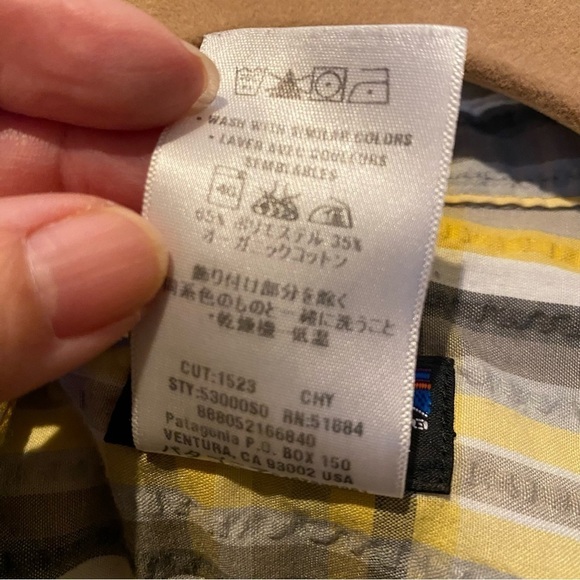 • WASH WITH SIMILAR COLORS
• LAVER AVEC COULEURS
SEMBLABLES
40
65% ポリエステル 35%
オーガニックコットン
飾り付け部分を除く
同系色のものと一緒に洗うこと
*乾燥機 低温
CUT:1523 CHY
STY:53000S0 RN:51884
888052166840
Patagonia P.O. BOX 150
VENTURA, CA 93002 USA